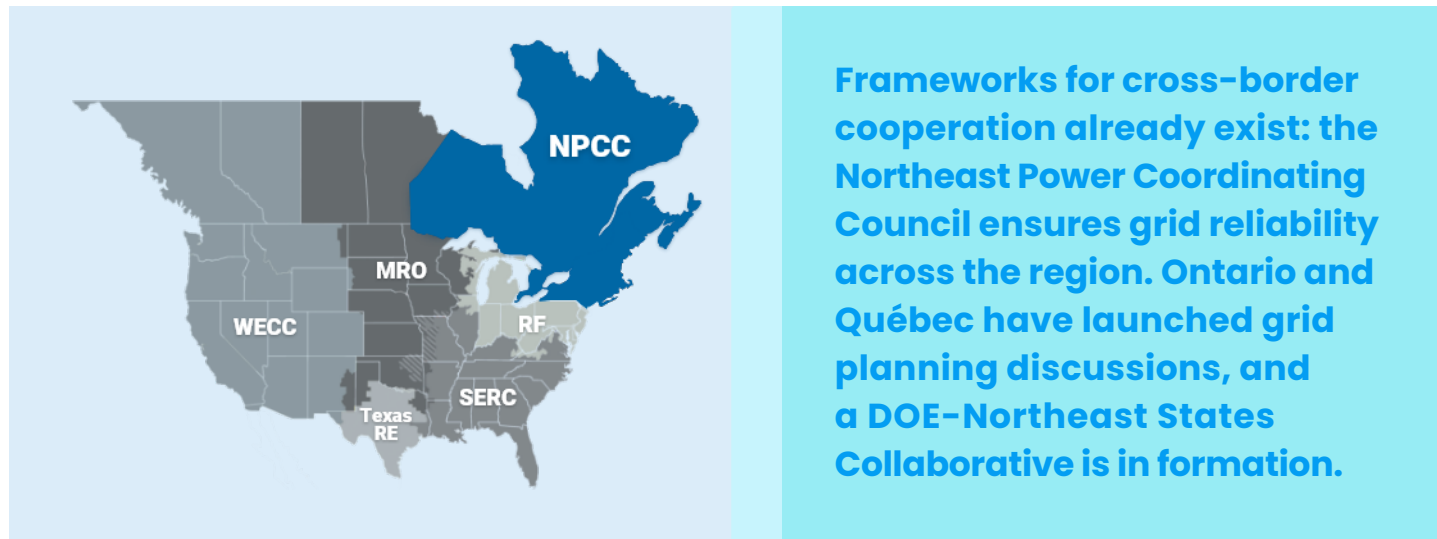 NPCC
MRO
WECC
RF
SERC
Texas
RE
Frameworks for cross-border
cooperation already exist: the
Northeast Power Coordinating
Council ensures grid reliability
across the region. Ontario and
Québec have launched grid
planning discussions, and
a DOE-Northeast States
Collaborative is in formation.